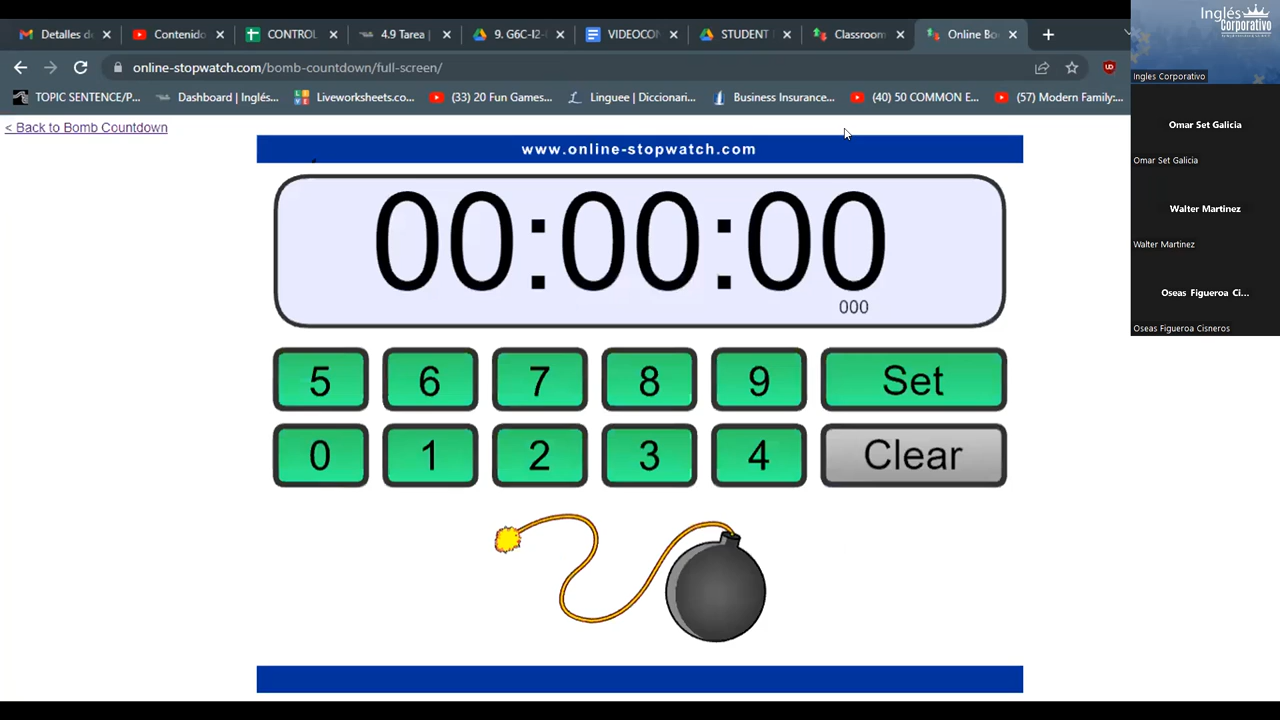 Detalles de
Contenido
CONTROL
4.9 Tarea |
9. G6C-I2-
VIDEOCON
STUDENT
Classroom
Online Bo
online-stopwatch.com/bomb-countdown/full-screen/
UD
TOPIC SENTENCE/P...
Dashboard | Inglés...
Liveworksheets.co...
(33) 20 Fun Games...
Linguee | Diccionari...
Business Insurance...
(40) 50 COMMON E...
(57) Modern Family:...
< Back to Bomb Countdown
www.online-stopwatch.com
00:00:00
000
5 6 7 8 9 Set
0 1 2 3 4 Clear
Inglés
Corporativo
Ingles Corporativo
Omar Set Galicia
Omar Set Galicia
Walter Martinez
Walter Martinez
Oseas Figueroa Ci...
Oseas Figueroa Cisneros